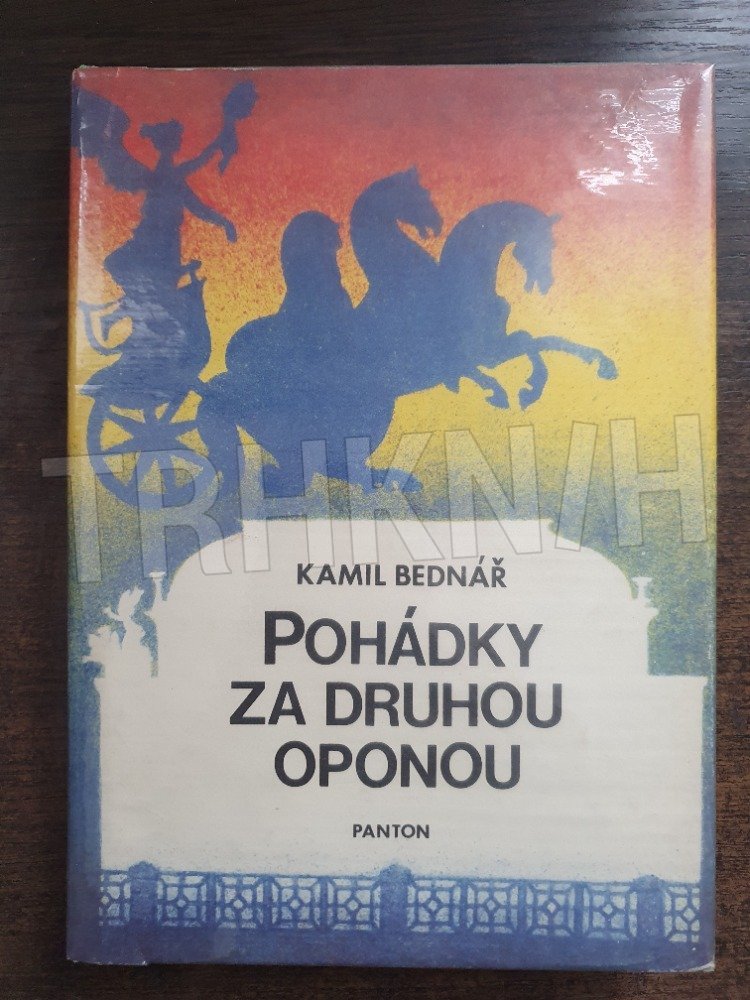 KAMIL BEDNÁŘ
POHÁDKY
ZA DRUHOU
OPONOU
PANTON
TRHKNIH